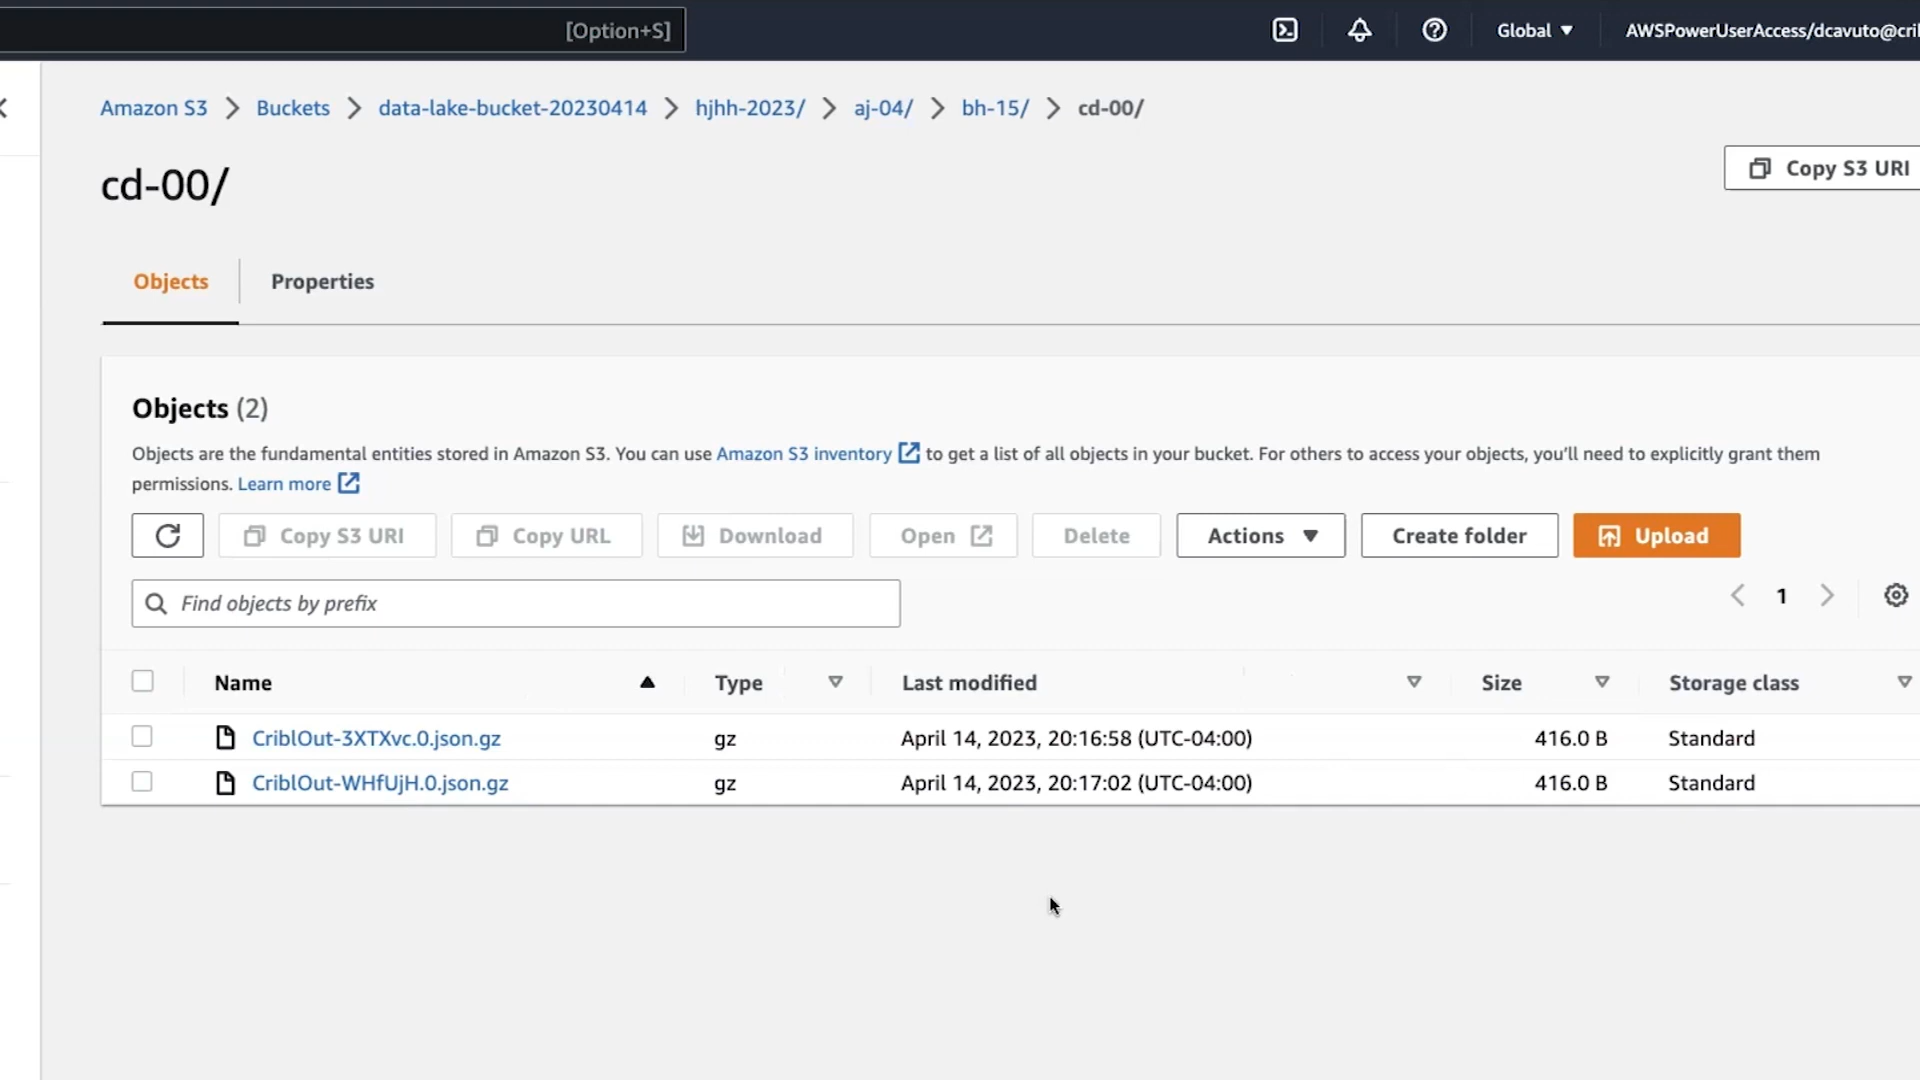 [Option+S] Global ▼ AWSPowerUserAccess/dcavuto@cri
Amazon S3 > Buckets > data-lake-bucket-20230414 > hjhh-2023/ > aj-04/ > bh-15/ > cd-00/
cd-00/
Copy S3 URI
Objects Properties
Objects (2)
Objects are the fundamental entities stored in Amazon S3. You can use Amazon S3 inventory to get a list of all objects in your bucket. For others to access your objects, you'll need to explicitly grant them
permissions. Learn more
Copy S3 URI Copy URL Download Open Delete Actions ▼ Create folder Upload
Find objects by prefix
1
Name Type Last modified Size Storage class
CriblOut-3XTXvc.0.json.gz gz April 14, 2023, 20:16:58 (UTC-04:00) 416.0 B Standard
CriblOut-WHfUjH.0.json.gz gz April 14, 2023, 20:17:02 (UTC-04:00) 416.0 B Standard